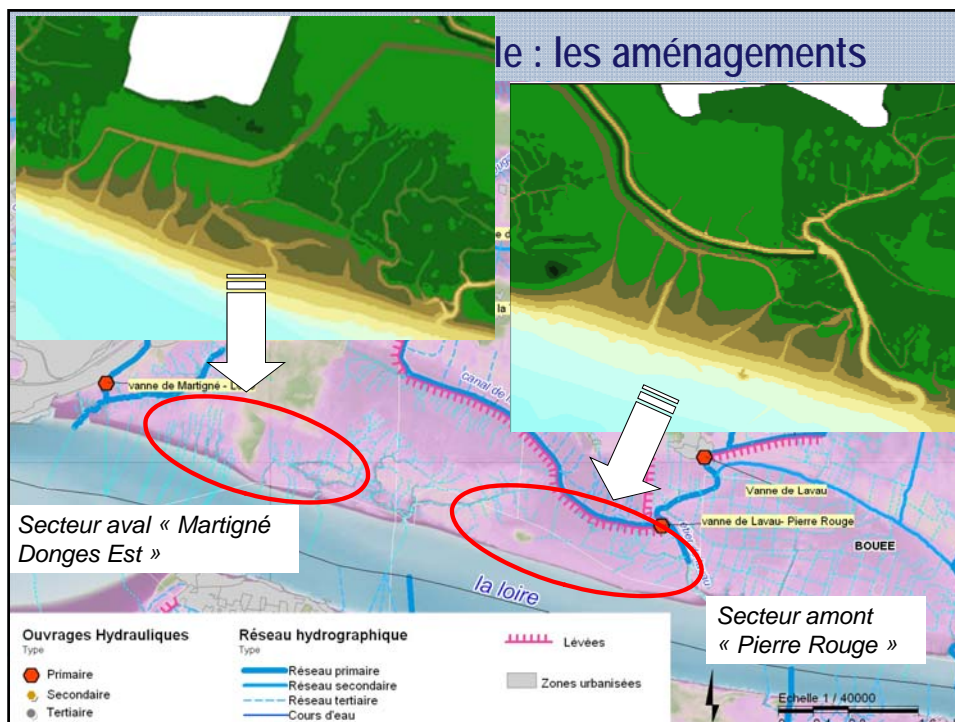 le : les aménagements
vanne de Martigné - L
canal de
Vanne de Lavau
vanne de Lavau- Pierre Rouge
BOUEE
Secteur aval « Martigné
Donges Est »
la loire
Secteur amont
« Pierre Rouge »
Ouvrages Hydrauliques
Type
Primaire
Secondaire
Tertiaire
Réseau hydrographique
Type
Réseau primaire
Réseau secondaire
Réseau tertiaire
Cours d'eau
Lévées
Zones urbanisées
Echelle 1 / 40000